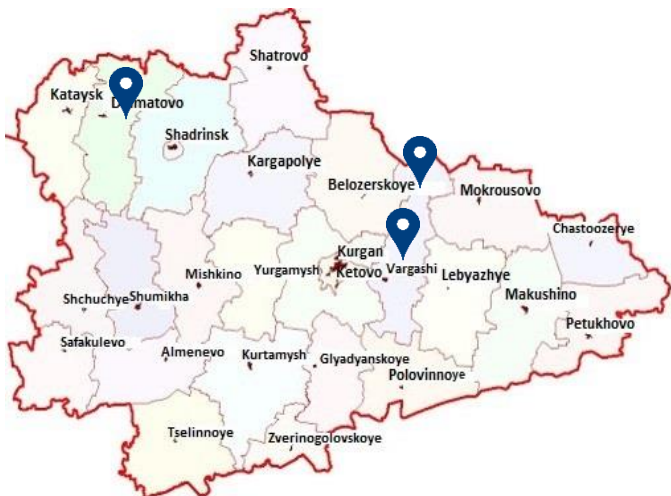 Shatrovo
Kataysk
Shadrinsk
Kargapolye
Belozerskoye
Mokrousovo
Chastoozerye
Kurgan
Yurgamysh
Mishkino
Ketovo
Vargashi
Lebyazhye
Shchuchye
Shumikha
Makushino
Petukhovo
Safakulevo
Almenevo
Kurtamysh
Glyadyanskoye
Polovinnoye
Tselinnoye
Zverinogolovskoye